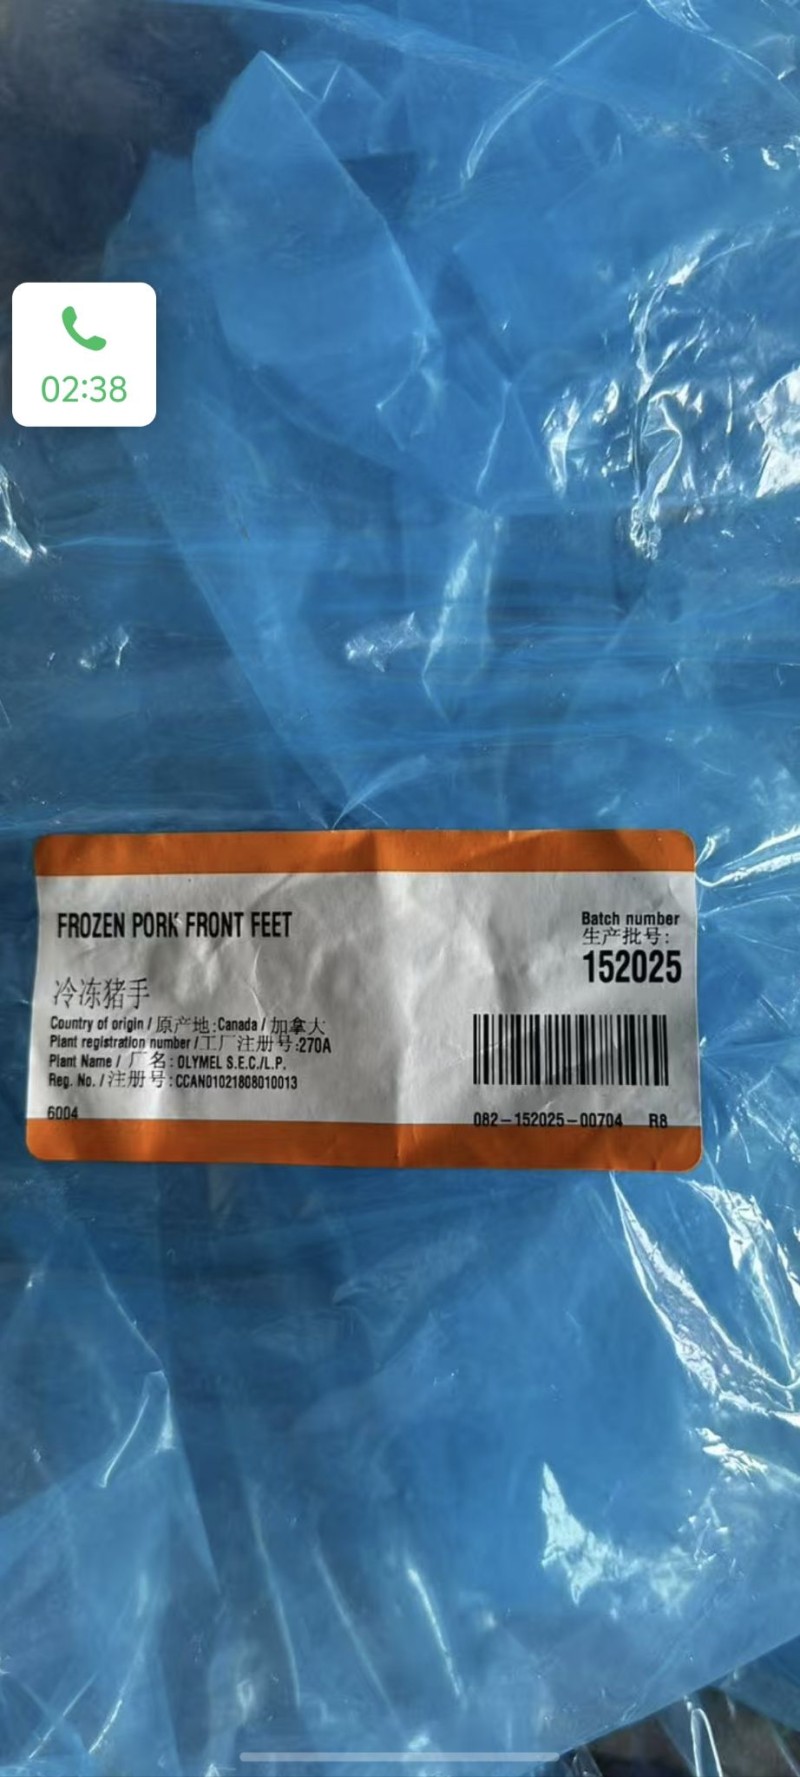 02:38
FROZEN PORK FRONT FEET
冷冻猪手
Country of origin / 原产地:Canada / 加拿大
Plant registration number / 工厂注册号:270A
Plant Name / 厂名: OLYMEL S.E.C./L.P.
Reg. No. / 注册号:CCAN01021808010013
6004
Batch number
生产批号:
152025
082-152025-00704 R8